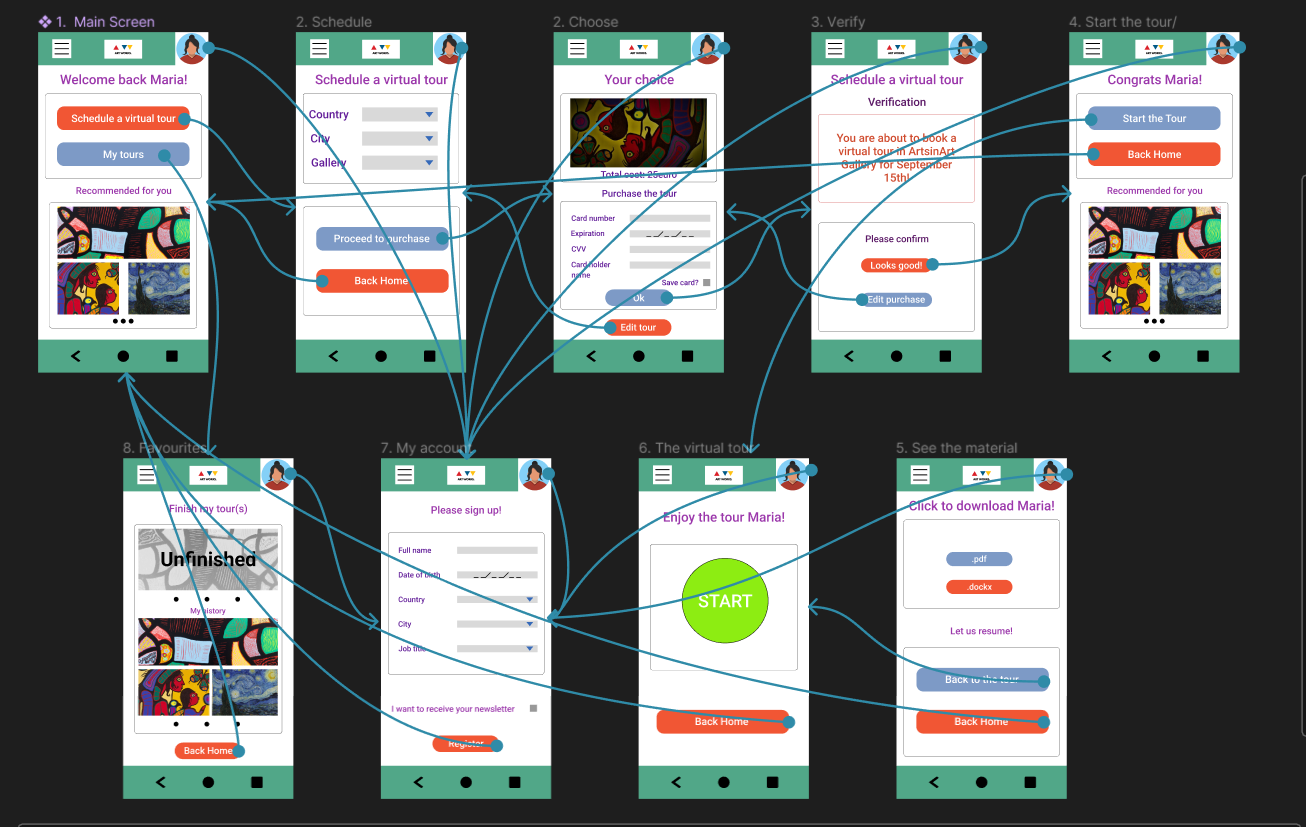 1. Main Screen
2. Schedule
2. Choose
3. Verify
4. Start the tour/
ART WORKS.
Welcome back Maria!
Schedule a virtual tour
My tours
Recommended for you
ART WORKS.
Schedule a virtual tour
Country
City
Gallery
Proceed to purchase
Back Home
ART WORKS.
Your choice
Total cost: 25euro
Purchase the tour
Card number
Expiration
_ _/_ _/_ _
CVV
Card holder
name
Save card?
Ok
Edit tour
ART WORKS.
Schedule a virtual tour
Verification
You are about to book a
virtual tour in ArtsinArt
Gallery for September
15th!
Please confirm
Looks good!
Edit purchase
ART WORKS.
Congrats Maria!
Start the Tour
Back Home
Recommended for you
8. Favourites
7. My account
6. The virtual tour
5. See the material
ART WORKS.
Finish my tour(s)
Unfinished
My history
Back Home
ART WORKS.
Please sign up!
Full name
Date of birth
_ _/_ _/_ _
Country
City
Job title
I want to receive your newsletter
Register
ART WORKS.
Enjoy the tour Maria!
START
Back Home
ART WORKS.
Click to download Maria!
.pdf
.dockx
Let us resume!
Back to the tour
Back Home